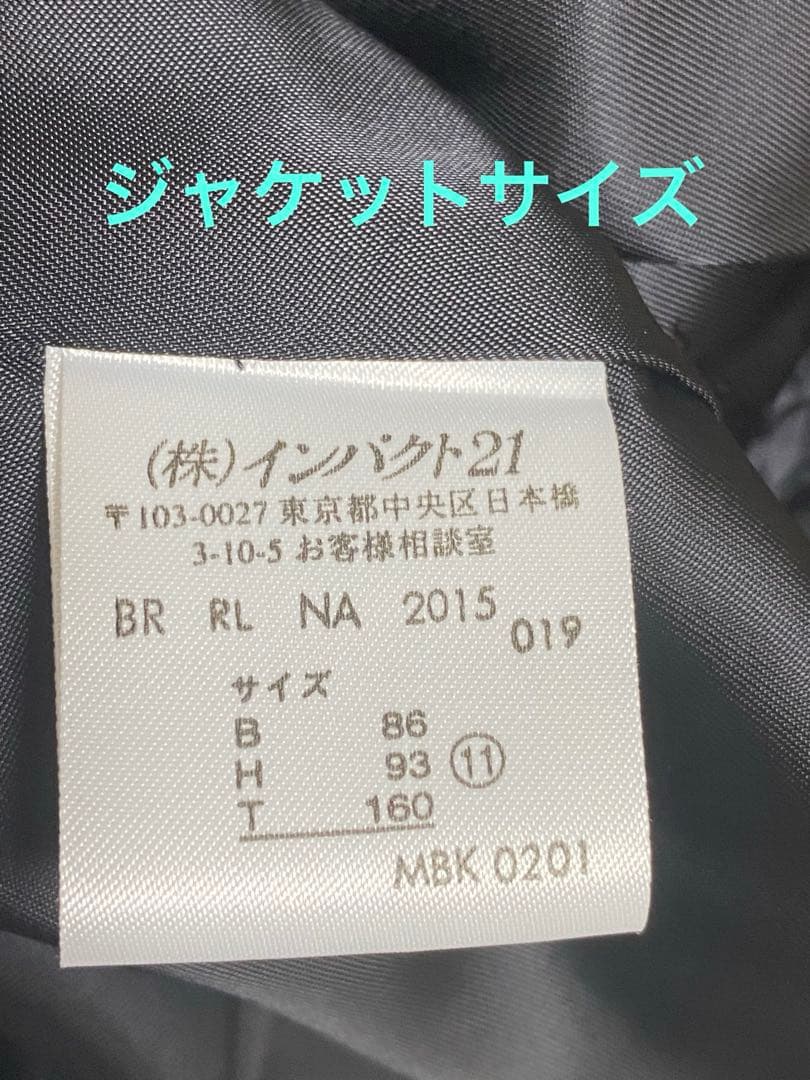 ジャケットサイズ
(株)インパクト21
〒103-0027 東京都中央区日本橋
3-10-5 お客様相談室
BR RL NA 2015 019
サイズ
B 86
H 93 ⑪
T 160
MBK 0201